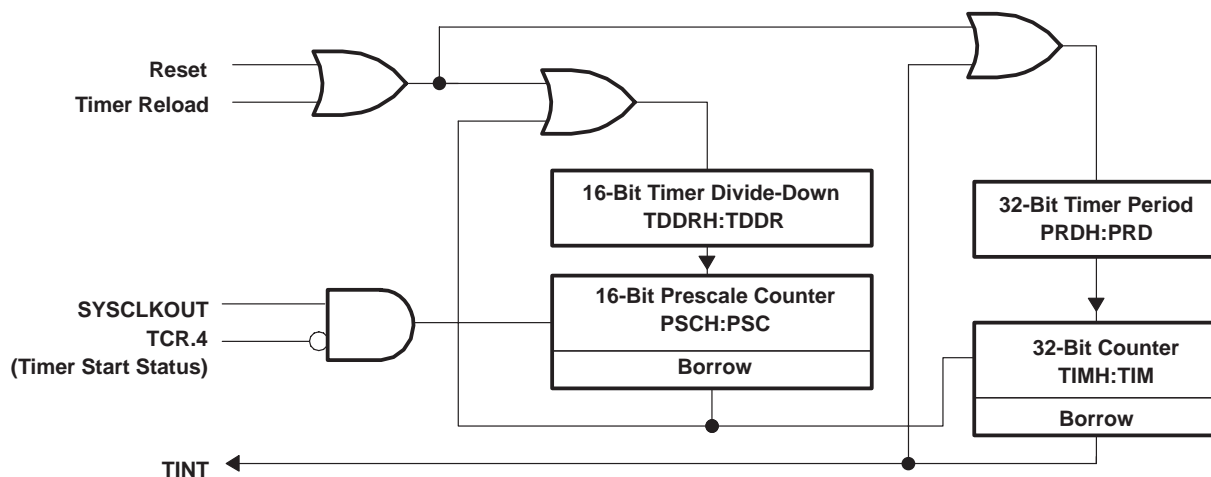 Reset
Timer Reload
16-Bit Timer Divide-Down
TDDRH:TDDR
32-Bit Timer Period
PRDH:PRD
SYSCLKOUT
TCR.4
(Timer Start Status)
16-Bit Prescale Counter
PSCH:PSC
Borrow
32-Bit Counter
TIMH:TIM
Borrow
TINT